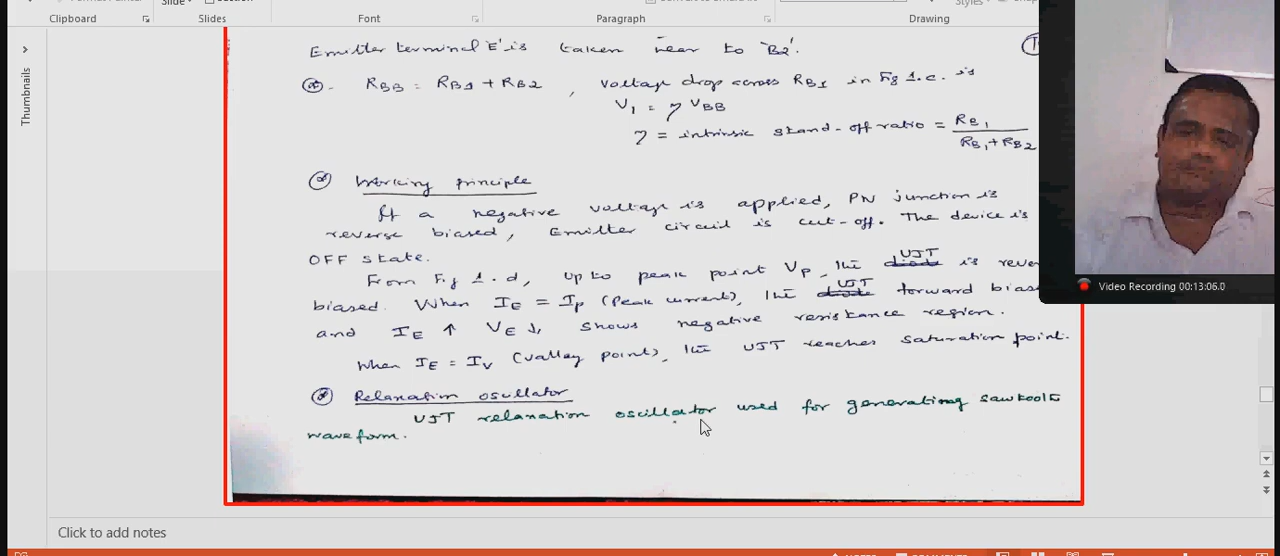 Clipboard
Slides
Font
Paragraph
Drawing
Thumbnails
Emitter terminal 'E' is taken near to 'B2'.
RBB = RB1 + RB2 , voltage drop across RB1 in Fig 1.c. is
V1 = η VBB
η = intrinsic stand-off ratio = RB1 / RB1 + RB2
Working principle
If a negative voltage is applied, PN junction is
reverse biased, Emitter circuit is cut-off. The device is
OFF state.
From Fig 1.d, up to peak point Vp, the UJT is rever
biased. When IE = Ip (Peak current), the UJT forward biase
and IE ↑ VE ↓, shows negative resistance region.
When IE = IV (Valley point), the UJT reaches saturation point.
Relaxation oscillator
UJT relaxation oscillator used for generating sawtooth
waveform.
Video Recording 00:13:06.0
Click to add notes